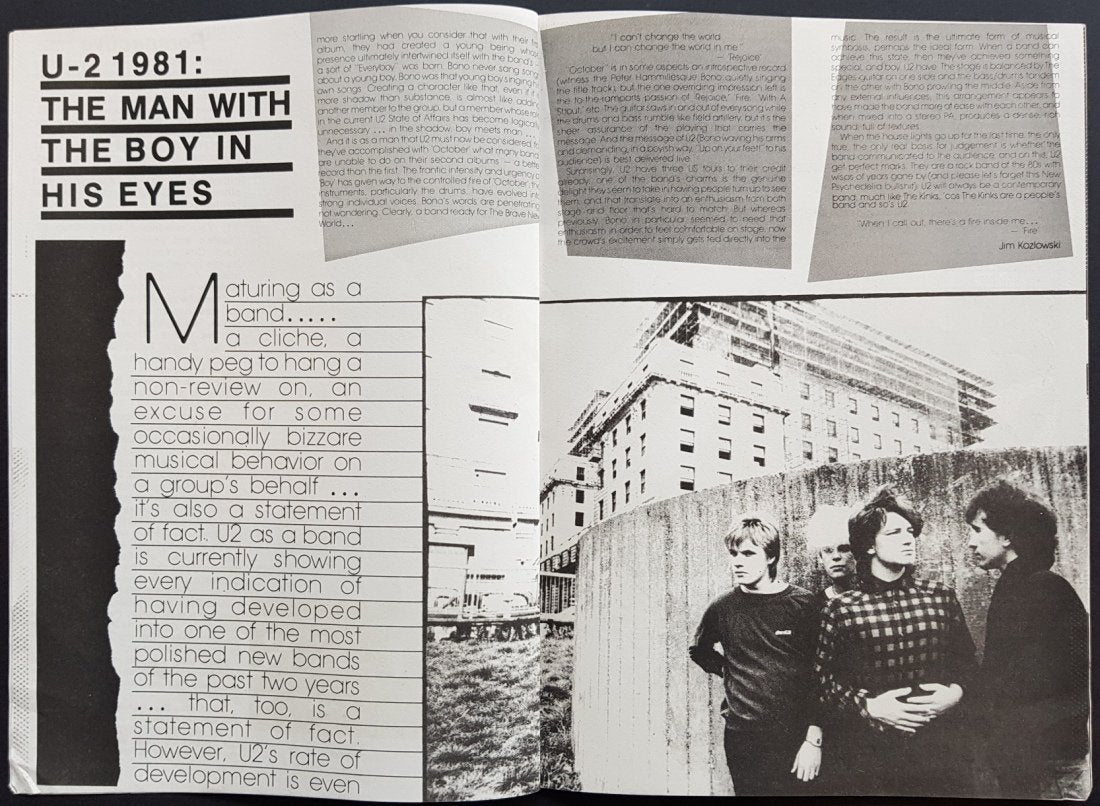 U-2 1981:
THE MAN WITH
THE BOY IN
HIS EYES
Maturing as a
band.....
a cliche, a
handy peg to hang a
non-review on, an
excuse for some
occasionally bizzare
musical behavior on
a group's behalf ...
it's also a statement
of fact. U2 as a band
is currently showing
every indication of
having developed
into one of the most
polished new bands
of the past two years
... that, too, is a
statement of fact.
However, U2's rate of
development is even
more startling when you consider that with their first
album, they had created a young being whose
presence ultimately intertwined itself with the band's
a sort of "Everyboy" was born. Bono never sang songs
about a young boy, Bono was that young boy singing his
own songs. Creating a character like that, even if it's
more shadow than substance, is almost like adding
another member to the group, but a member whose role
in the current U2 State of Affairs has become logically
unnecessary ... in the shadow, boy meets man ...
And it is as a man that U2 must now be considered to
they've accomplished with 'October' what many bands
are unable to do on their second albums — a better
record than the first. The frantic intensity and urgency of
'Boy' has given way to the controlled fire of 'October', the
instruments, particularly the drums, have evolved into
strong individual voices. Bono's words are penetrating
not wandering. Clearly, a band ready for The Brave New
World...
"I can't change the world
but I can change the world in me"
— 'Rejoice'
"October" is in some aspects an introspective record
(witness the Peter Hammillesque Bono quietly singing
the title track), but the one overriding impression left is
the to-the-ramparts passion of 'Rejoice,' 'Fire,' 'With A
Shout,' etc. The guitar saws in and out of every song while
the drums and bass rumble like field artillery, but it's the
sheer assurance of the playing that carries the
message. And the message of U2 (Bono waving his arms
and demanding, in a boyish way, "Up on your feet!" to his
audience) is best delivered live.
Surprisingly, U2 have three US tours to their credit
already; one of the band's charms is the genuine
delight they seem to take in having people turn up to see
them, and that translates into an enthusiasm from both
stage and floor that's hard to match. But whereas
previously, Bono in particular seemed to need that
enthusiasm in order to feel comfortable on stage, now
the crowd's excitement simply gets fed directly into the
music. The result is the ultimate form of musical
symbiosis, perhaps the ideal form. When a band can
achieve this state, then they've achieved something
special, and boy, U2 have. The stage is balanced by The
Edge's guitar on one side and the bass/drums tandem
on the other with Bono prowling the middle. Aside from
any external influences, this arrangement appears to
have made the band more at ease with each other, and
when mixed into a stereo PA, produces a dense, rich
sound, full of textures.
When the house lights go up for the last time, the only
true, the only real basis for judgement is whether the
band communicated to the audience, and on this, U2
get perfect marks. They are a rock band of the 80's with
wisps of years gone by (and please let's forget this New
Psychedelia bullshit). U2 will always be a contemporary
band, much like The Kinks, 'cos The Kinks are a people's
band and so's U2.
'When I call out, there's a fire inside me...'
— 'Fire'
Jim Kozlowski